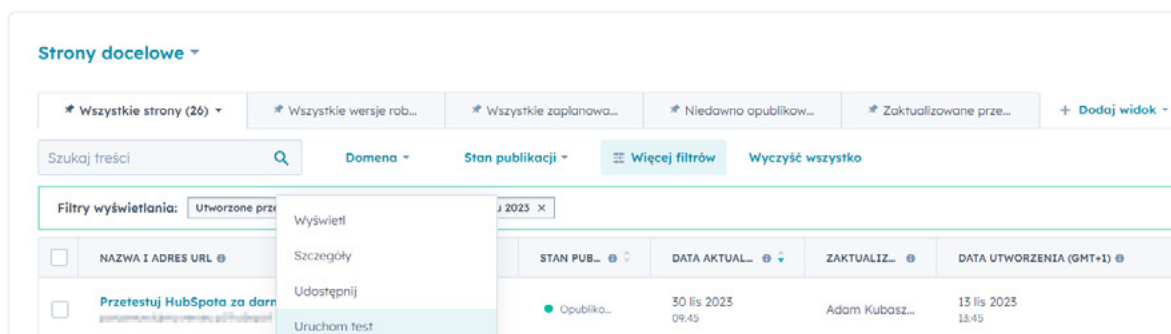 Strony docelowe
Wszystkie strony (26) Wszystkie wersje rob... Wszystkie zaplanowa... Niedawno opublikow... Zaktualizowane prze... + Dodaj widok
Szukaj treści Domena Stan publikacji Więcej filtrów Wyczyść wszystko
Filtry wyświetlania: Utworzone prze 2023 ×
Wyświetl
Szczegóły
Udostępnij
Uruchom test
NAZWA I ADRES URL STAN PUB... DATA AKTUAL... ZAKTUALIZ... DATA UTWORZENIA (GMT+1)
Przetestuj HubSpota za darm Opubliko... 30 lis 2023 Adam Kubasz... 13 lis 2023
09:45 13:45